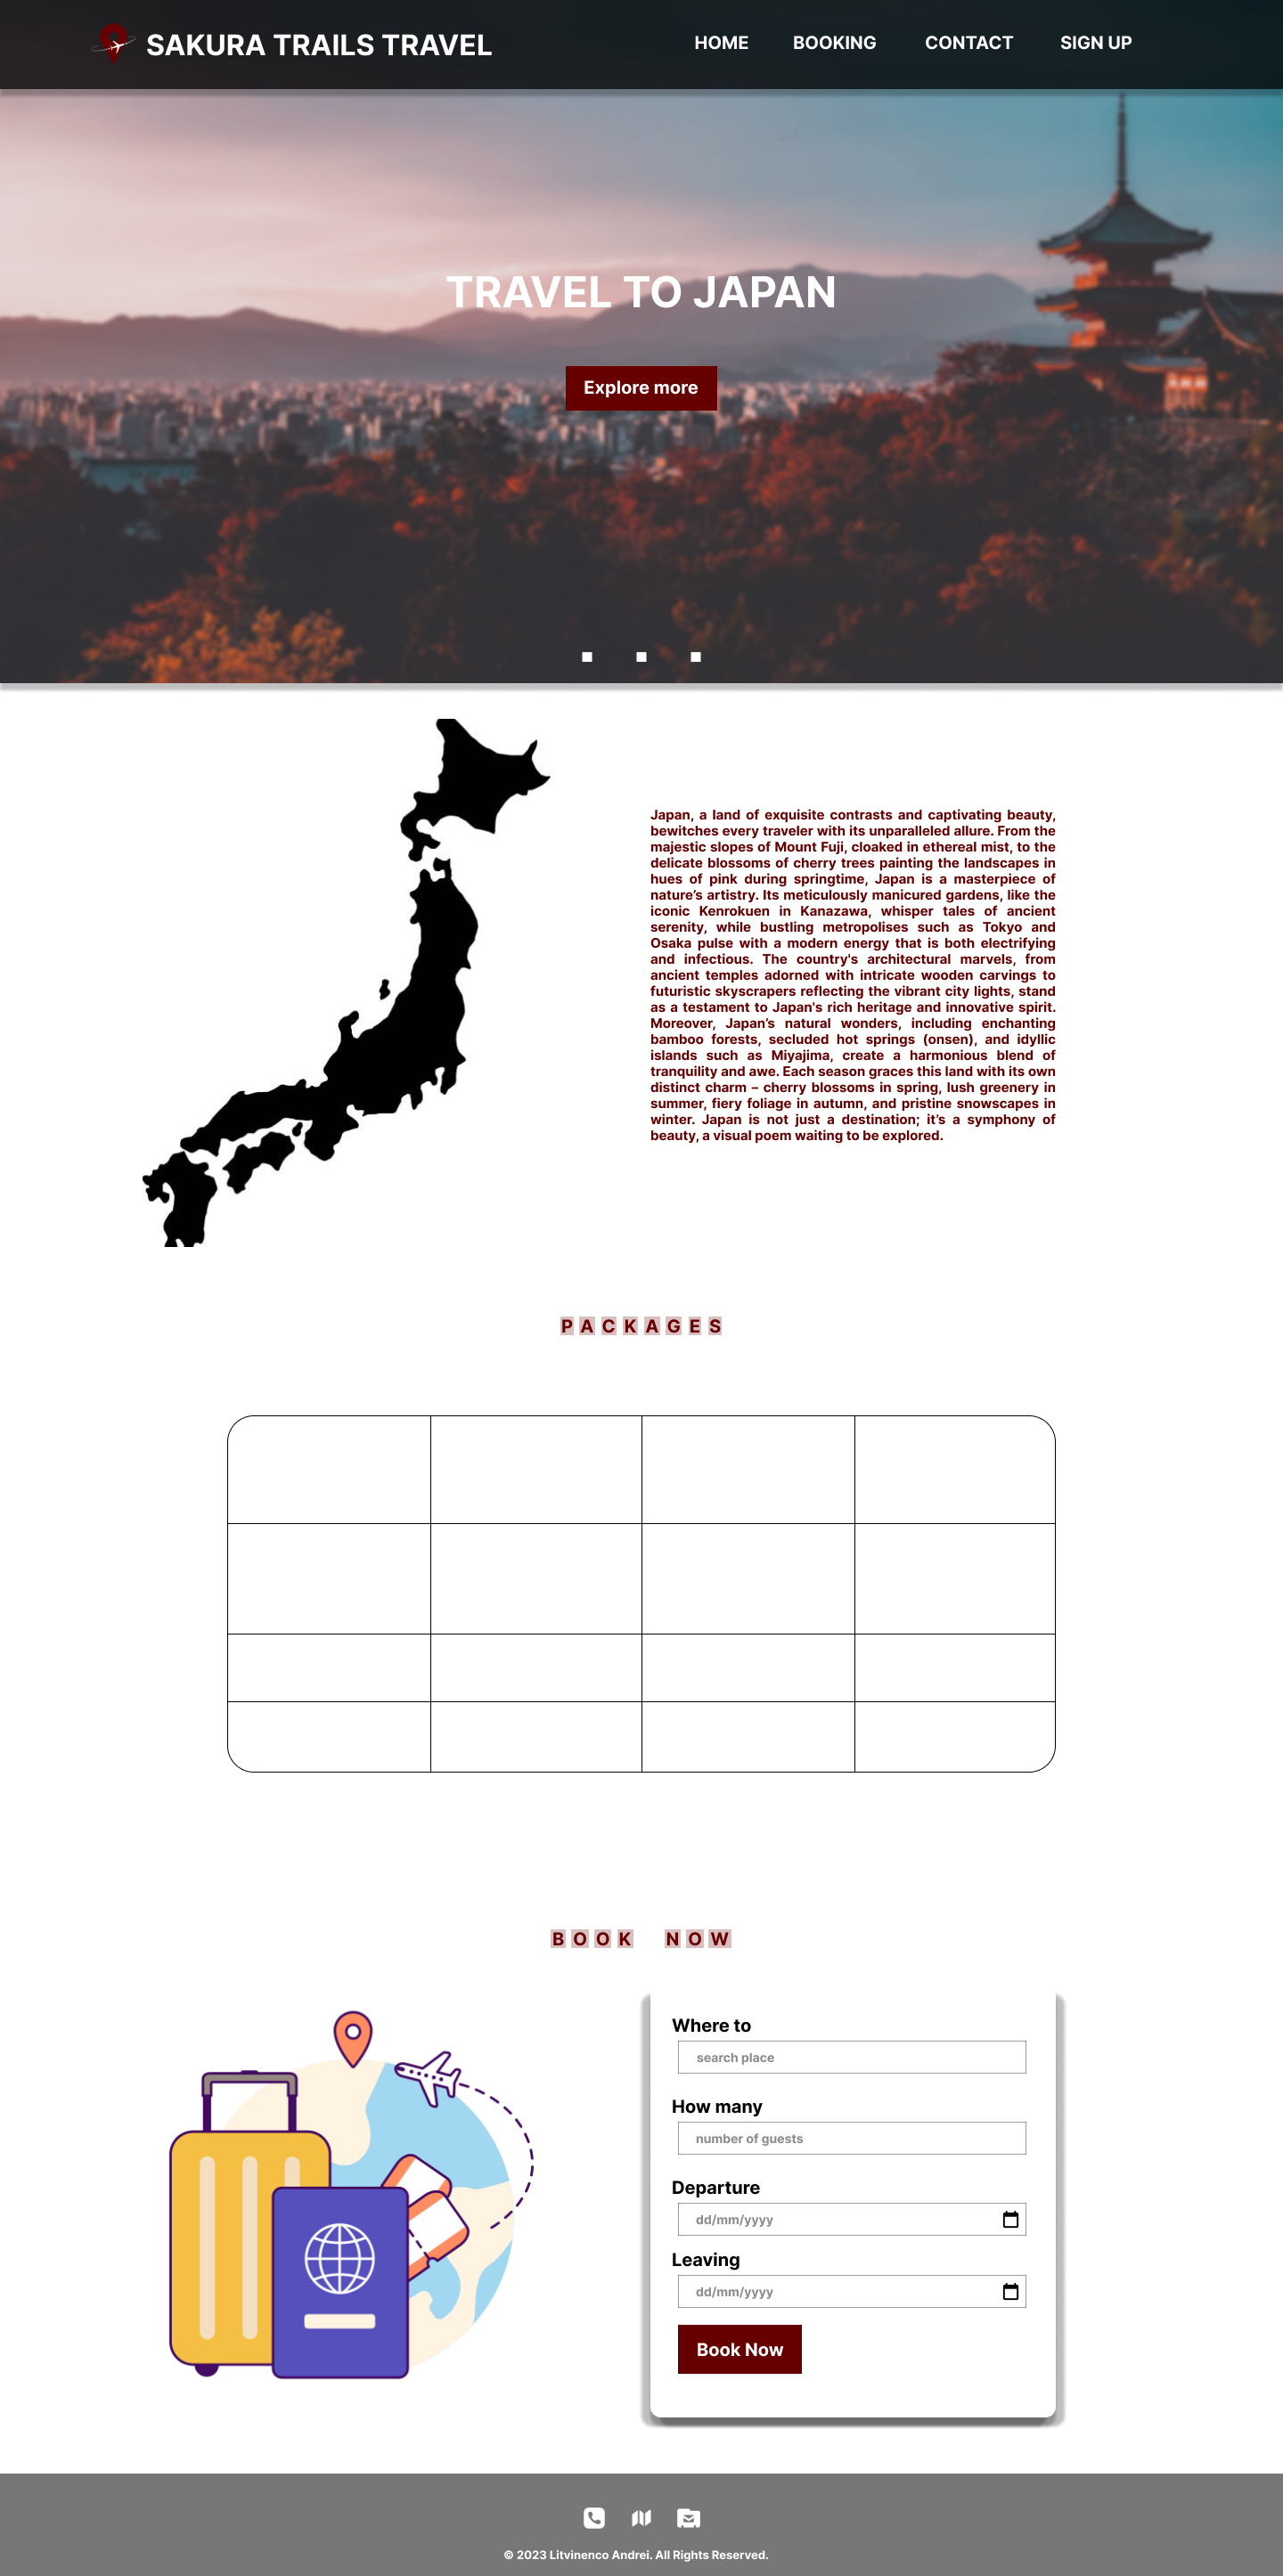 SAKURA TRAILS TRAVEL
HOME BOOKING CONTACT SIGN UP
TRAVEL TO JAPAN
Explore more
Japan, a land of exquisite contrasts and captivating beauty,
bewitches every traveler with its unparalleled allure. From the
majestic slopes of Mount Fuji, cloaked in ethereal mist, to the
delicate blossoms of cherry trees painting the landscapes in
hues of pink during springtime, Japan is a masterpiece of
nature’s artistry. Its meticulously manicured gardens, like the
iconic Kenrokuen in Kanazawa, whisper tales of ancient
serenity, while bustling metropolises such as Tokyo and
Osaka pulse with a modern energy that is both electrifying
and infectious. The country's architectural marvels, from
ancient temples adorned with intricate wooden carvings to
futuristic skyscrapers reflecting the vibrant city lights, stand
as a testament to Japan's rich heritage and innovative spirit.
Moreover, Japan’s natural wonders, including enchanting
bamboo forests, secluded hot springs (onsen), and idyllic
islands such as Miyajima, create a harmonious blend of
tranquility and awe. Each season graces this land with its own
distinct charm – cherry blossoms in spring, lush greenery in
summer, fiery foliage in autumn, and pristine snowscapes in
winter. Japan is not just a destination; it’s a symphony of
beauty, a visual poem waiting to be explored.
PACKAGES
BOOK NOW
Where to
search place
How many
number of guests
Departure
dd/mm/yyyy
Leaving
dd/mm/yyyy
Book Now
© 2023 Litvinenco Andrei. All Rights Reserved.